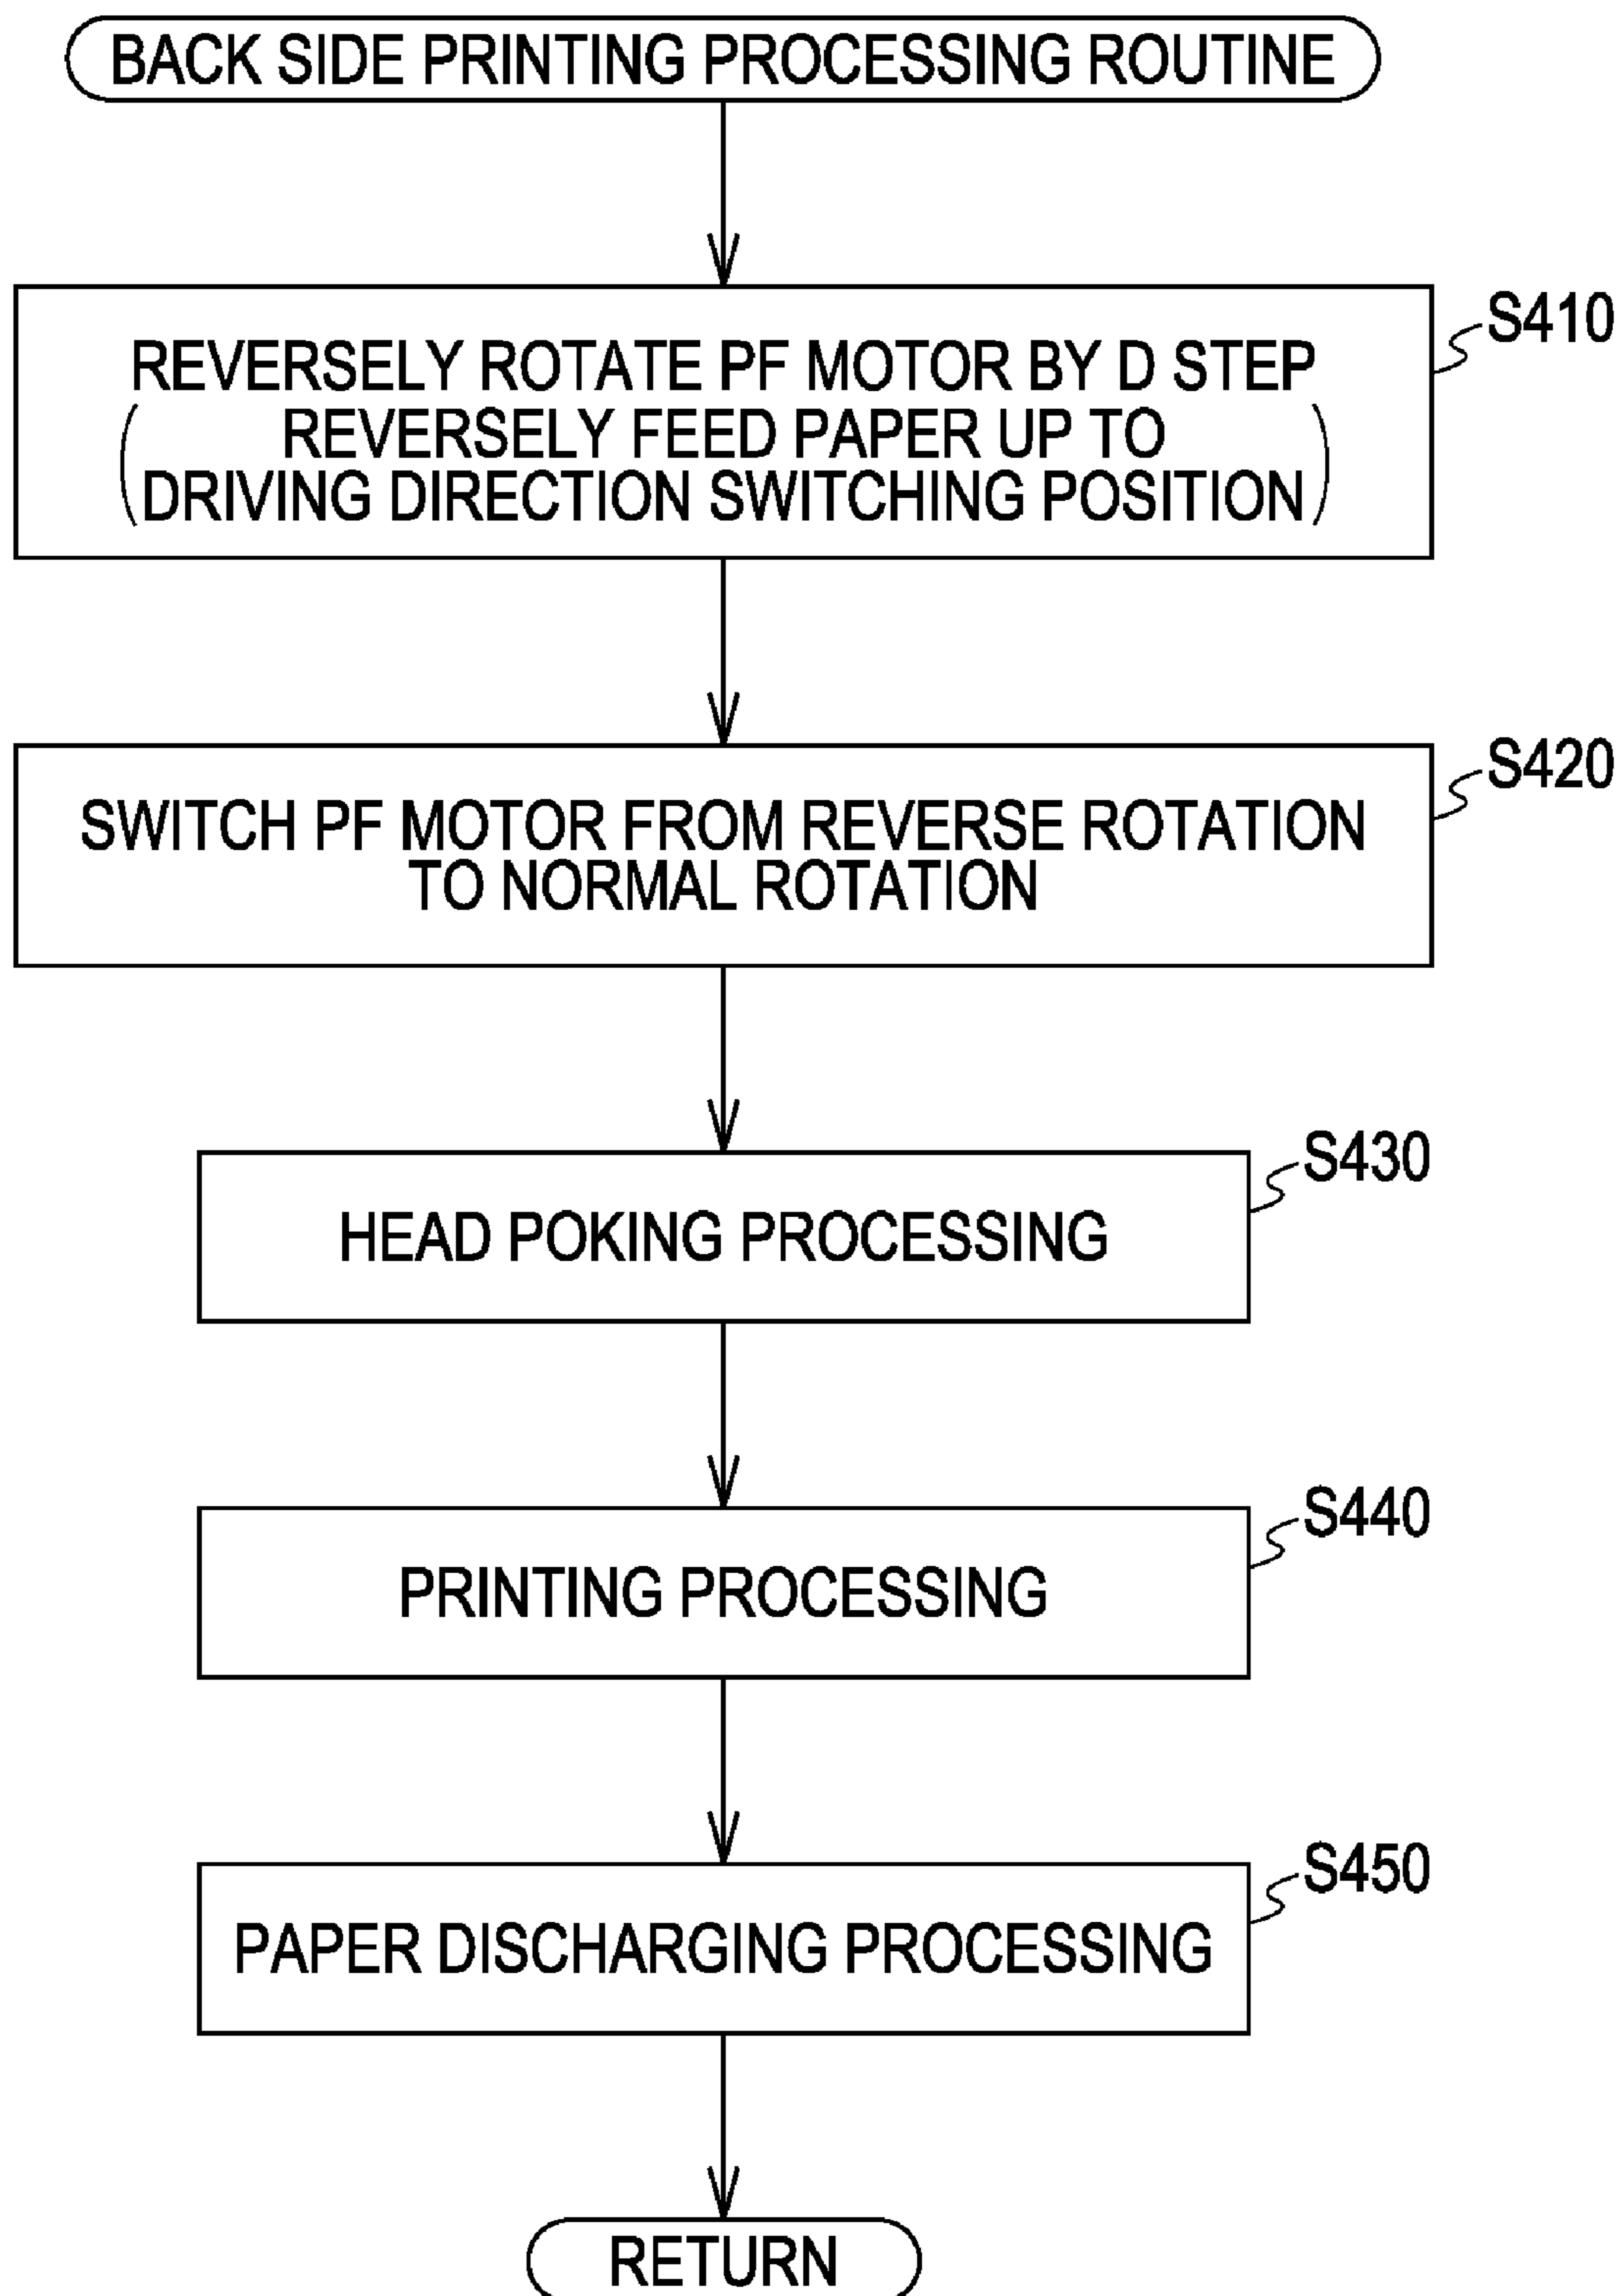 BACK SIDE PRINTING PROCESSING ROUTINE
S410
REVERSELY ROTATE PF MOTOR BY D STEP
(REVERSELY FEED PAPER UP TO
DRIVING DIRECTION SWITCHING POSITION)
S420
SWITCH PF MOTOR FROM REVERSE ROTATION
TO NORMAL ROTATION
S430
HEAD POKING PROCESSING
S440
PRINTING PROCESSING
S450
PAPER DISCHARGING PROCESSING
RETURN